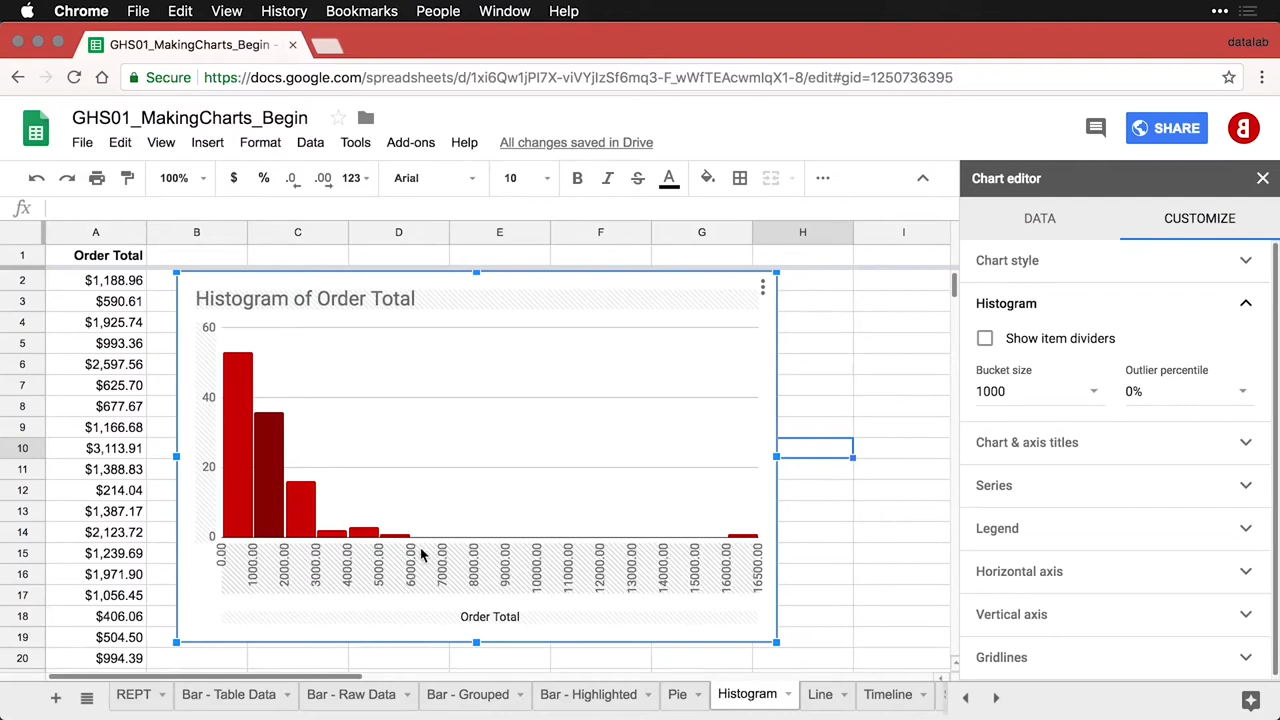 Chrome File Edit View History Bookmarks People Window Help
GHS01_MakingCharts_Begin - × datalab
Secure https://docs.google.com/spreadsheets/d/1xi6Qw1jPl7X-viVYjIzSf6mq3-F_wWfTEAcwmIqX1-8/edit#gid=1250736395
GHS01_MakingCharts_Begin
File Edit View Insert Format Data Tools Add-ons Help All changes saved in Drive
SHARE
100% $ % .0 .00 123 Arial 10 B I S A
Chart editor
fx
DATA CUSTOMIZE
A B C D E F G H I
1 Order Total
2 $1,188.96
3 $590.61
4 $1,925.74
5 $993.36
6 $2,597.56
7 $625.70
8 $677.67
9 $1,166.68
10 $3,113.91
11 $1,388.83
12 $214.04
13 $1,387.17
14 $2,123.72
15 $1,239.69
16 $1,971.90
17 $1,056.45
18 $406.06
19 $504.50
20 $994.39
Histogram of Order Total
60
40
20
0
0.00 1000.00 2000.00 3000.00 4000.00 5000.00 6000.00 7000.00 8000.00 9000.00 10000.00 11000.00 12000.00 13000.00 14000.00 15000.00 16000.00 16500.00
Order Total
Chart style
Histogram
Show item dividers
Bucket size Outlier percentile
1000 0%
Chart & axis titles
Series
Legend
Horizontal axis
Vertical axis
Gridlines
REPT Bar - Table Data Bar - Raw Data Bar - Grouped Bar - Highlighted Pie Histogram Line Timeline